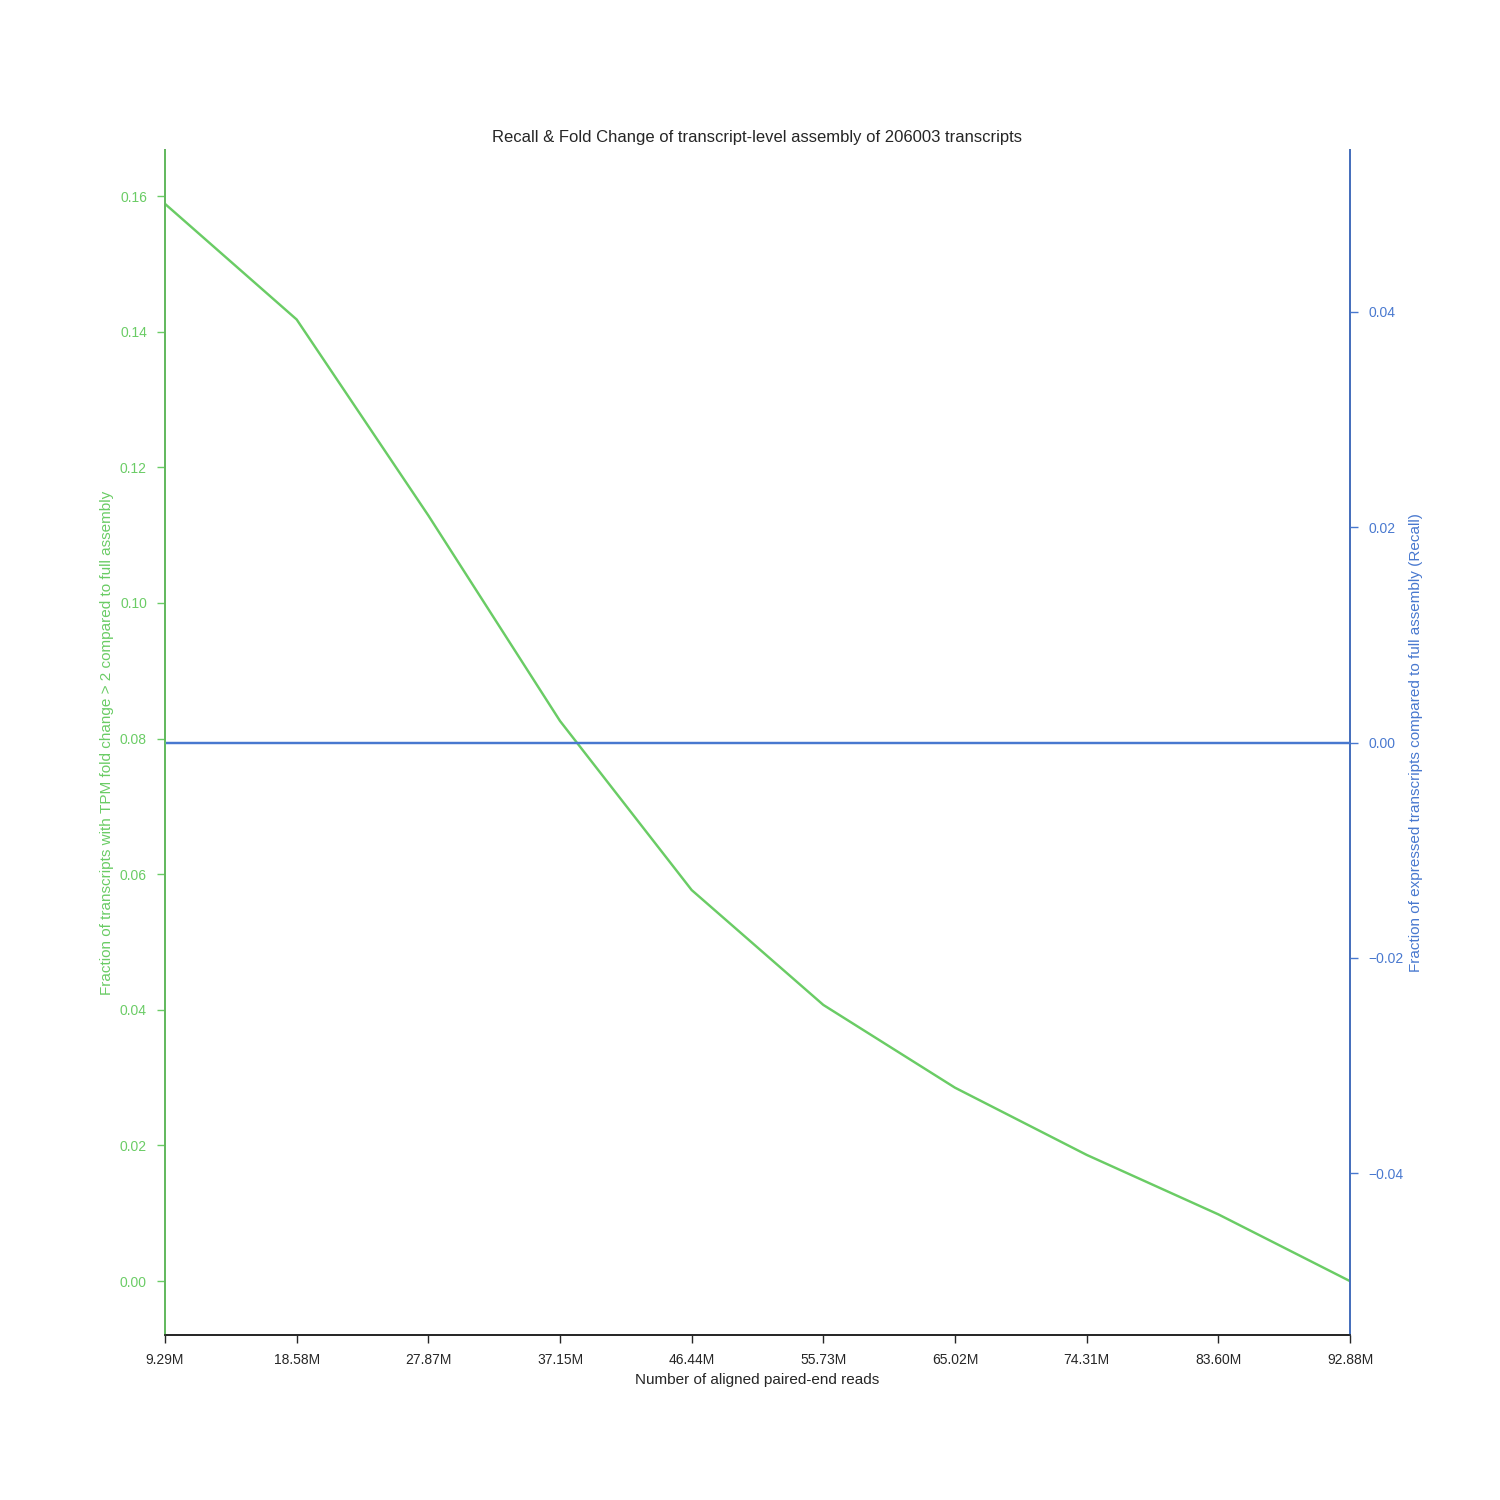 Recall & Fold Change of transcript-level assembly of 206003 transcripts
Fraction of transcripts with TPM fold change > 2 compared to full assembly
0.16
0.14
0.12
0.10
0.08
0.06
0.04
0.02
0.00
0.04
0.02
0.00
−0.02
−0.04
Fraction of expressed transcripts compared to full assembly (Recall)
9.29M 18.58M 27.87M 37.15M 46.44M 55.73M 65.02M 74.31M 83.60M 92.88M
Number of aligned paired-end reads